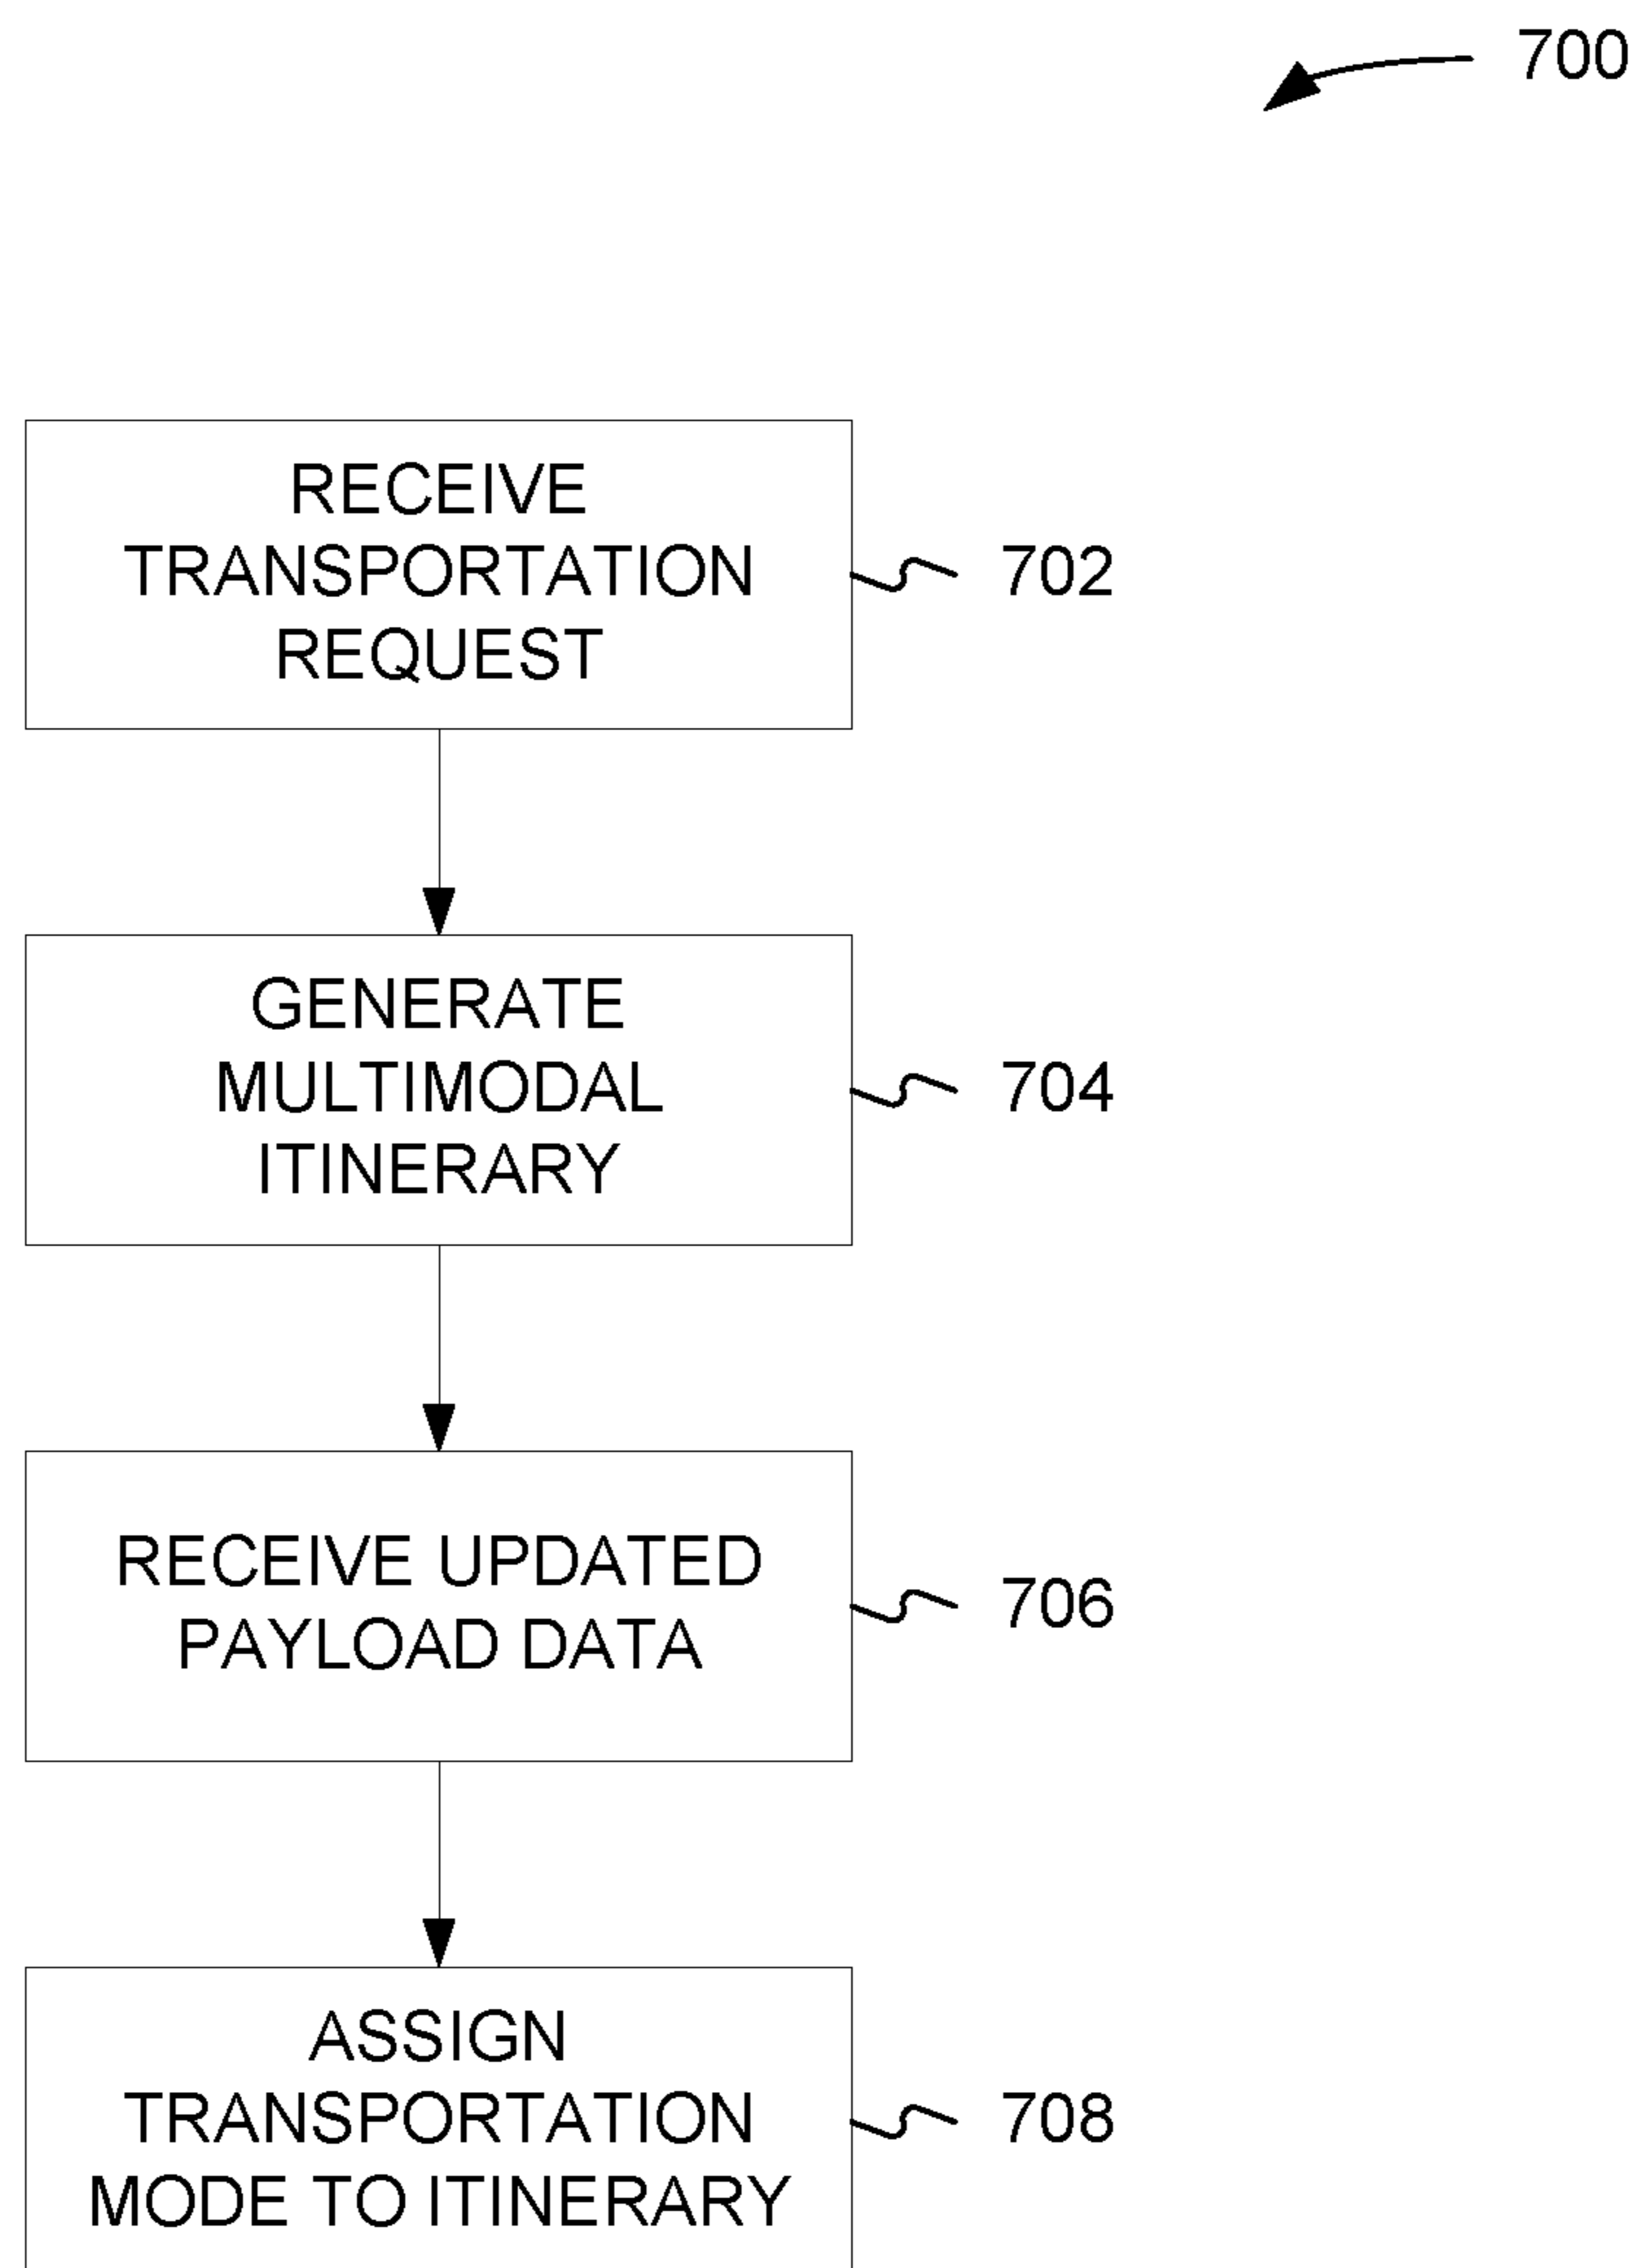 700
RECEIVE
TRANSPORTATION
REQUEST
702
GENERATE
MULTIMODAL
ITINERARY
704
RECEIVE UPDATED
PAYLOAD DATA
706
ASSIGN
TRANSPORTATION
MODE TO ITINERARY
708